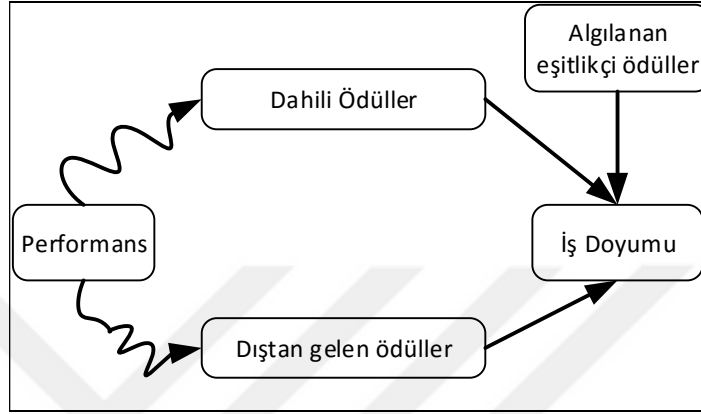 Algılanan
eşitlikçi ödüller
Dahili Ödüller
Performans
İş Doyumu
Dıştan gelen ödüller